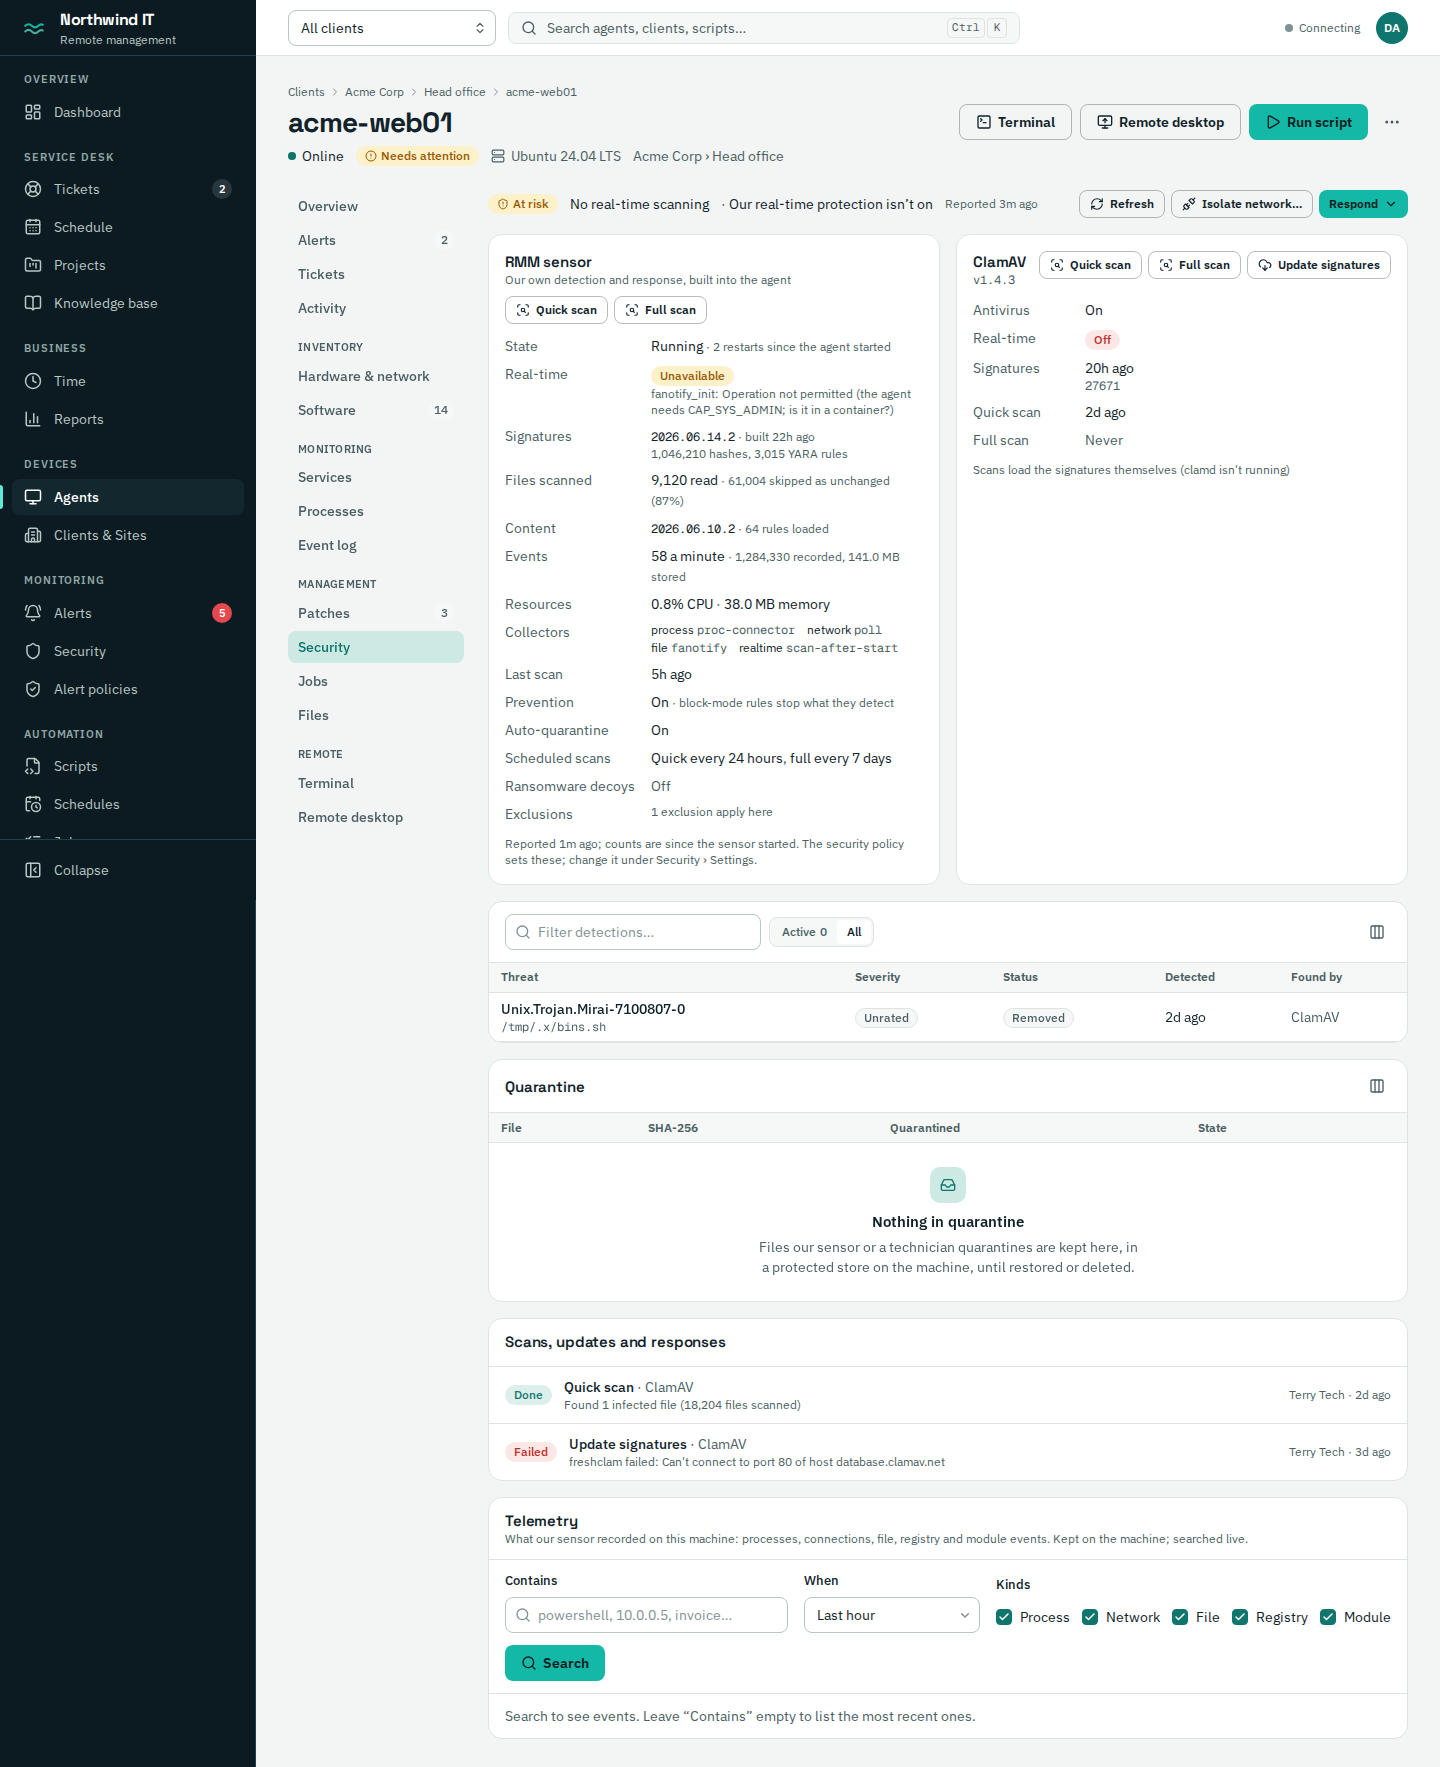 Northwind IT
Remote management
All clients
Search agents, clients, scripts...
Ctrl K
Connecting
DA
OVERVIEW
Dashboard
SERVICE DESK
Tickets 2
Schedule
Projects
Knowledge base
BUSINESS
Time
Reports
DEVICES
Agents
Clients & Sites
MONITORING
Alerts 5
Security
Alert policies
AUTOMATION
Scripts
Schedules
Collapse
Clients > Acme Corp > Head office > acme-web01
acme-web01
Terminal
Remote desktop
Run script
Online
Needs attention
Ubuntu 24.04 LTS
Acme Corp › Head office
Overview
Alerts 2
Tickets
Activity
INVENTORY
Hardware & network
Software 14
MONITORING
Services
Processes
Event log
MANAGEMENT
Patches 3
Security
Jobs
Files
REMOTE
Terminal
Remote desktop
At risk
No real-time scanning · Our real-time protection isn't on
Reported 3m ago
Refresh
Isolate network...
Respond
RMM sensor
Our own detection and response, built into the agent
Quick scan
Full scan
State Running · 2 restarts since the agent started
Real-time Unavailable
fanotify_init: Operation not permitted (the agent
needs CAP_SYS_ADMIN; is it in a container?)
Signatures 2026.06.14.2 · built 22h ago
1,046,210 hashes, 3,015 YARA rules
Files scanned 9,120 read · 61,004 skipped as unchanged
(87%)
Content 2026.06.10.2 · 64 rules loaded
Events 58 a minute · 1,284,330 recorded, 141.0 MB
stored
Resources 0.8% CPU · 38.0 MB memory
Collectors process proc-connector network poll
file fanotify realtime scan-after-start
Last scan 5h ago
Prevention On · block-mode rules stop what they detect
Auto-quarantine On
Scheduled scans Quick every 24 hours, full every 7 days
Ransomware decoys Off
Exclusions 1 exclusion apply here
Reported 1m ago; counts are since the sensor started. The security policy
sets these; change it under Security › Settings.
ClamAV
v1.4.3
Quick scan
Full scan
Update signatures
Antivirus On
Real-time Off
Signatures 20h ago
27671
Quick scan 2d ago
Full scan Never
Scans load the signatures themselves (clamd isn't running)
Filter detections...
Active 0
All
Threat Severity Status Detected Found by
Unix.Trojan.Mirai-7100807-0
/tmp/.x/bins.sh
Unrated Removed 2d ago ClamAV
Quarantine
File SHA-256 Quarantined State
Nothing in quarantine
Files our sensor or a technician quarantines are kept here, in
a protected store on the machine, until restored or deleted.
Scans, updates and responses
Done Quick scan · ClamAV
Found 1 infected file (18,204 files scanned)
Terry Tech · 2d ago
Failed Update signatures · ClamAV
freshclam failed: Can't connect to port 80 of host database.clamav.net
Terry Tech · 3d ago
Telemetry
What our sensor recorded on this machine: processes, connections, file, registry and module events. Kept on the machine; searched live.
Contains
powershell, 10.0.0.5, invoice...
When
Last hour
Kinds
Process Network File Registry Module
Search
Search to see events. Leave “Contains” empty to list the most recent ones.